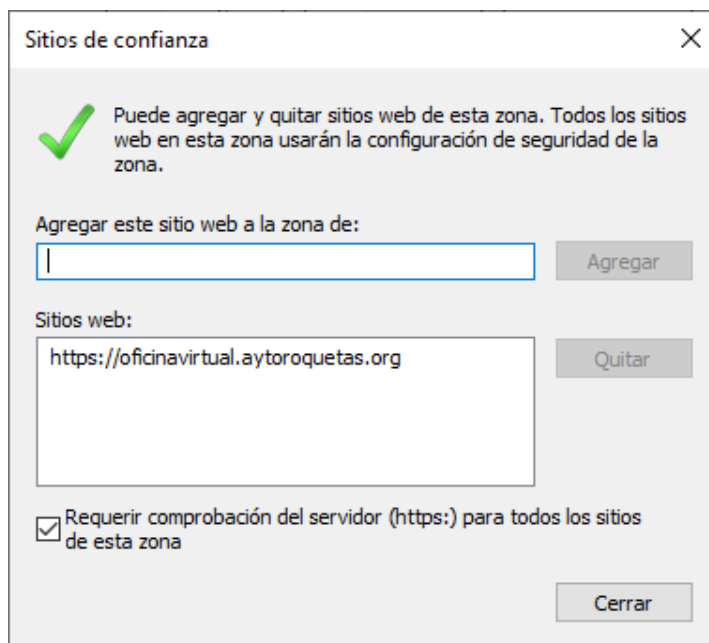 Sitios de confianza
Puede agregar y quitar sitios web de esta zona. Todos los sitios
web en esta zona usarán la configuración de seguridad de la
zona.
Agregar este sitio web a la zona de:
Agregar
Sitios web:
https://oficinavirtual.aytoroquetas.org
Quitar
Requerir comprobación del servidor (https:) para todos los sitios
de esta zona
Cerrar